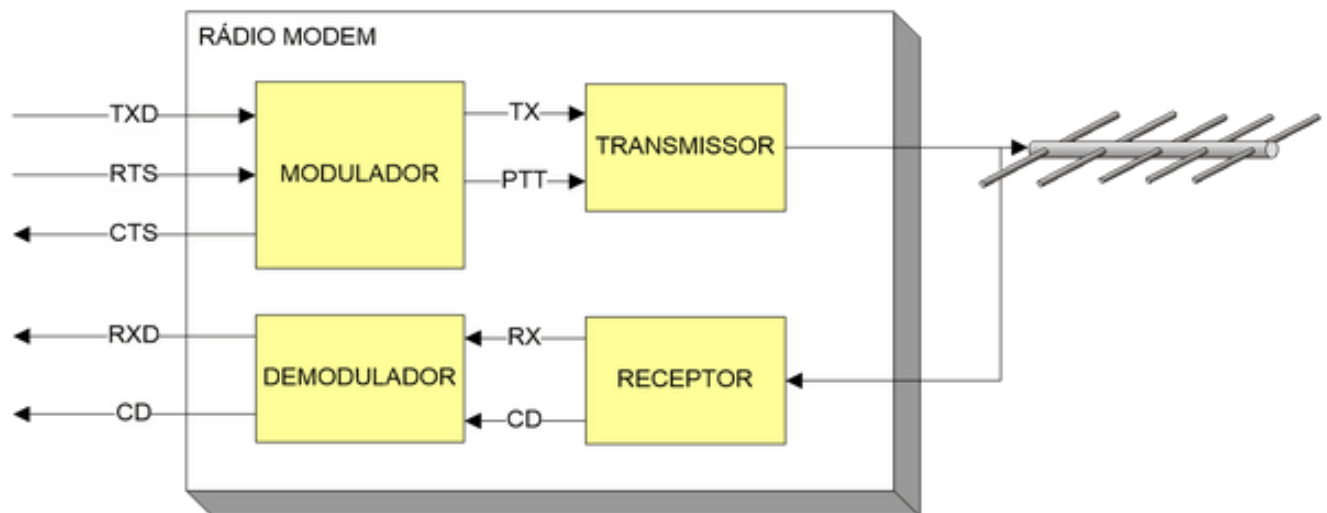 RÁDIO MODEM
TXD
RTS
CTS
MODULADOR
TX
PTT
TRANSMISSOR
RXD
CD
DEMODULADOR
RX
CD
RECEPTOR